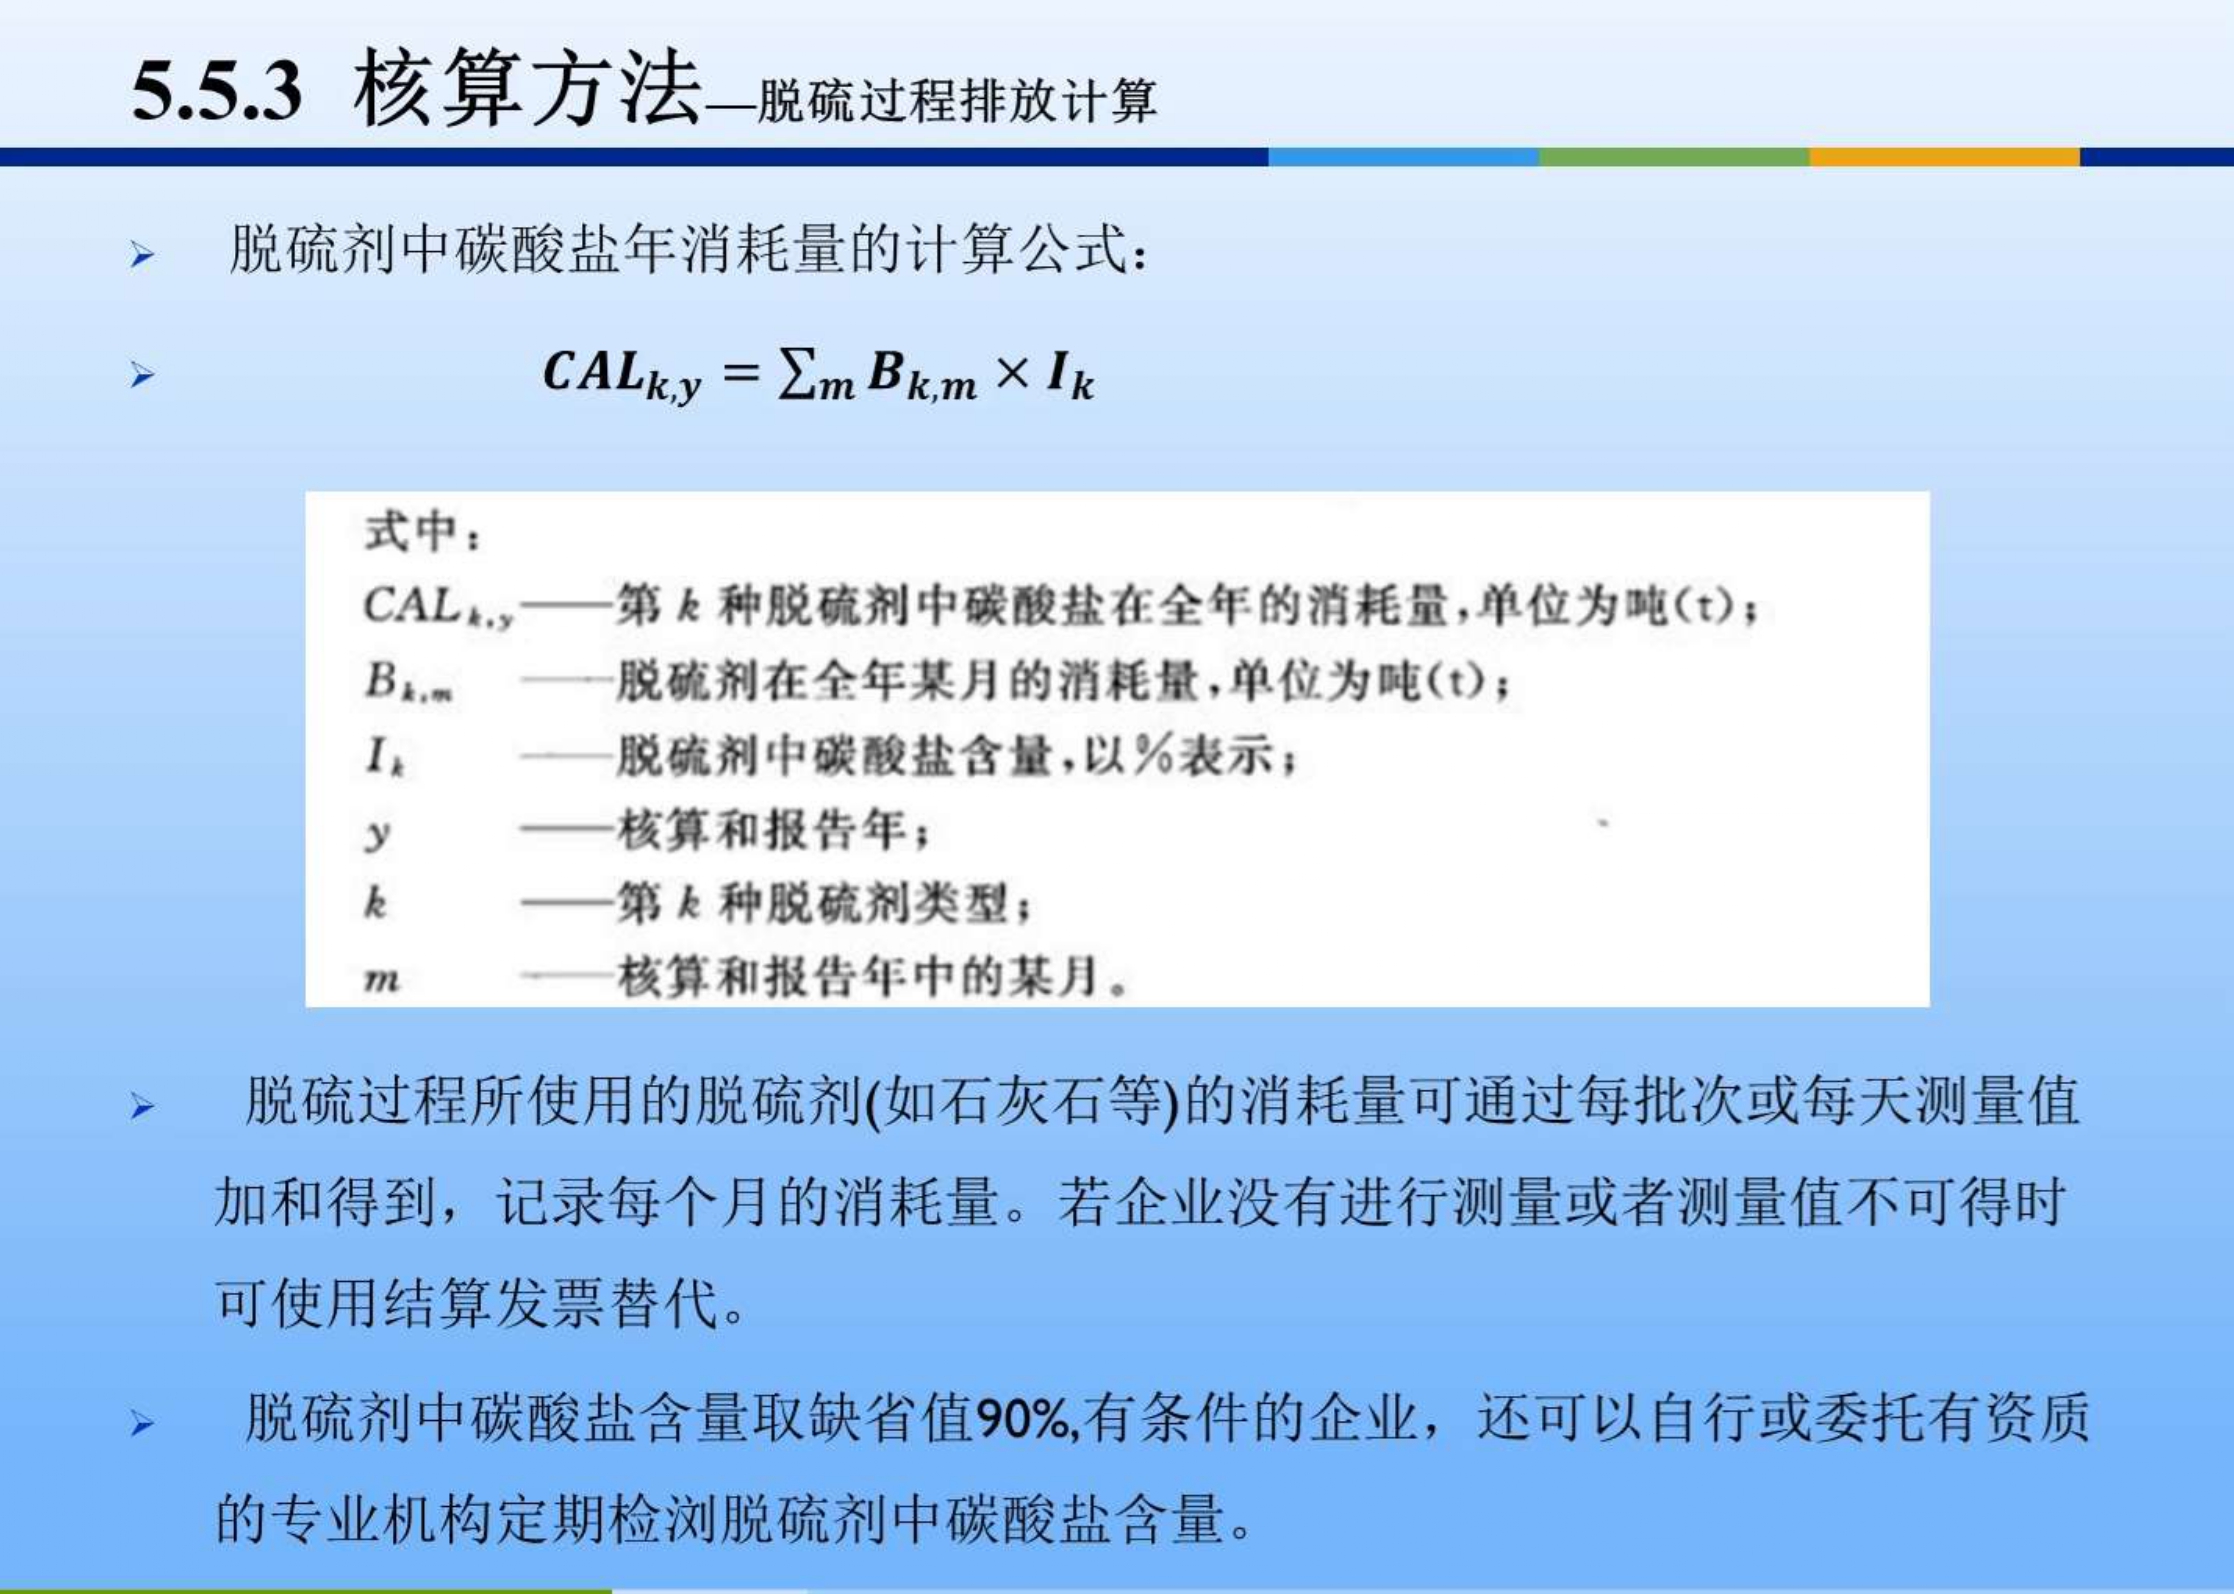 5.5.3 核算方法—脱硫过程排放计算
脱硫剂中碳酸盐年消耗量的计算公式：
CALk,y = ∑m Bk,m × Ik
式中：
CALk,y——第 k 种脱硫剂中碳酸盐在全年的消耗量，单位为吨(t)；
Bk,m ——脱硫剂在全年某月的消耗量，单位为吨(t)；
Ik ——脱硫剂中碳酸盐含量，以％表示；
y ——核算和报告年；
k ——第 k 种脱硫剂类型；
m ——核算和报告年中的某月。
脱硫过程所使用的脱硫剂(如石灰石等)的消耗量可通过每批次或每天测量值
加和得到，记录每个月的消耗量。若企业没有进行测量或者测量值不可得时
可使用结算发票替代。
脱硫剂中碳酸盐含量取缺省值90%,有条件的企业，还可以自行或委托有资质
的专业机构定期检浏脱硫剂中碳酸盐含量。